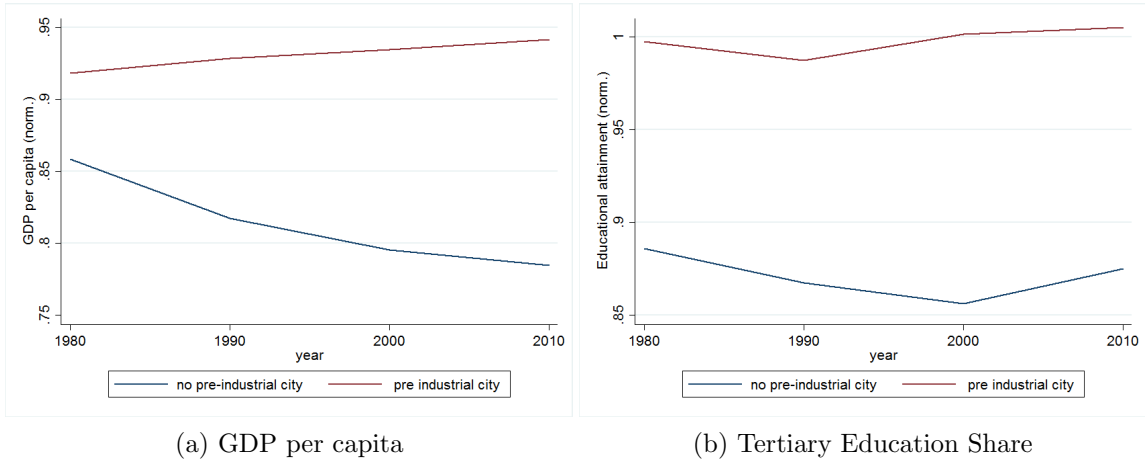 GDP per capita (norm.)
.95
.9
.85
.8
.75
1980 1990 2000 2010
year
no pre-industrial city pre industrial city
(a) GDP per capita
Educational attainment (norm.)
1
.95
.9
.85
1980 1990 2000 2010
year
no pre-industrial city pre industrial city
(b) Tertiary Education Share